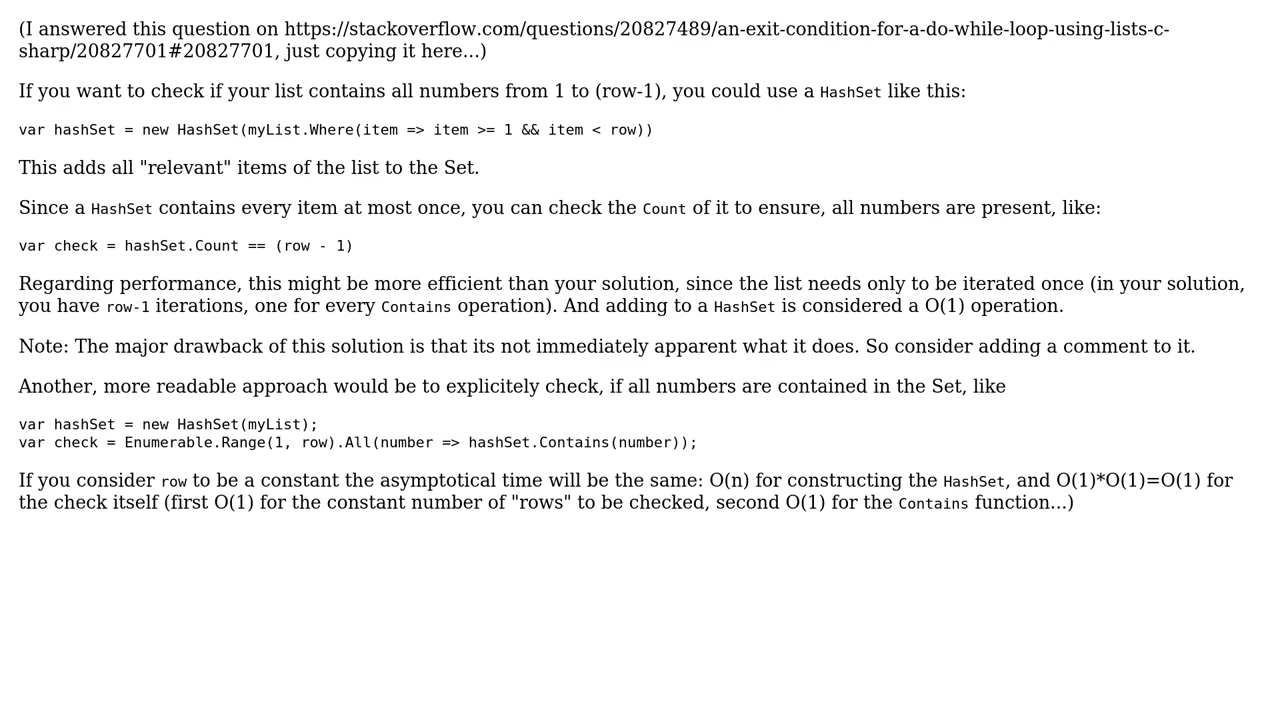 (I answered this question on https://stackoverflow.com/questions/20827489/an-exit-condition-for-a-do-while-loop-using-lists-c-
sharp/20827701#20827701, just copying it here...)
If you want to check if your list contains all numbers from 1 to (row-1), you could use a HashSet like this:
var hashSet = new HashSet(myList.Where(item => item >= 1 && item < row))
This adds all "relevant" items of the list to the Set.
Since a HashSet contains every item at most once, you can check the Count of it to ensure, all numbers are present, like:
var check = hashSet.Count == (row - 1)
Regarding performance, this might be more efficient than your solution, since the list needs only to be iterated once (in your solution,
you have row-1 iterations, one for every Contains operation). And adding to a HashSet is considered a O(1) operation.
Note: The major drawback of this solution is that its not immediately apparent what it does. So consider adding a comment to it.
Another, more readable approach would be to explicitely check, if all numbers are contained in the Set, like
var hashSet = new HashSet(myList);
var check = Enumerable.Range(1, row).All(number => hashSet.Contains(number));
If you consider row to be a constant the asymptotical time will be the same: O(n) for constructing the HashSet, and O(1)*O(1)=O(1) for
the check itself (first O(1) for the constant number of "rows" to be checked, second O(1) for the Contains function...)